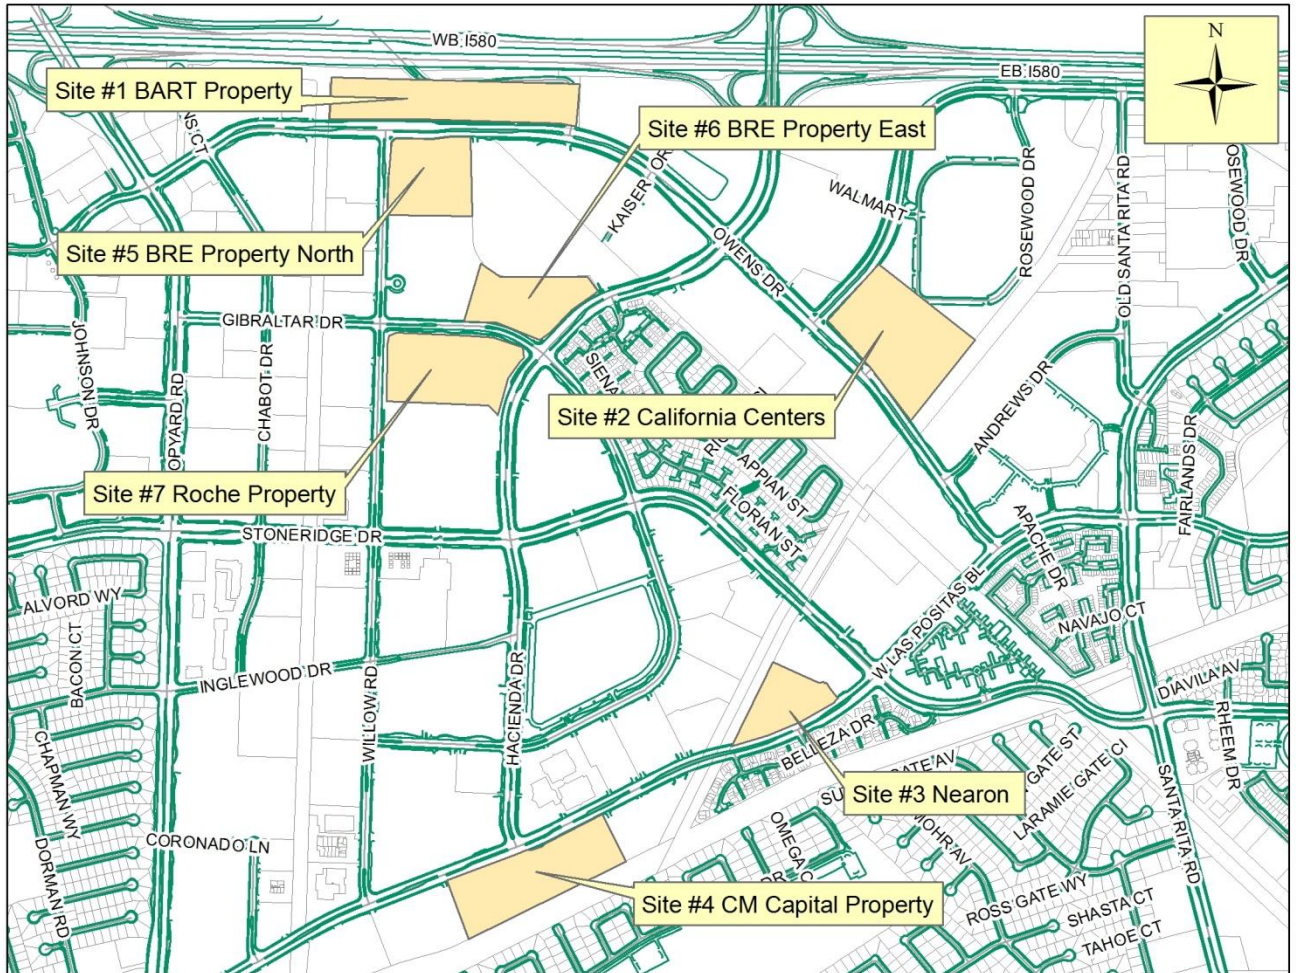 WB I580
N
EB I580
Site #1 BART Property
Site #6 BRE Property East
KAISER
WALMART
ROSEWOOD DR
OLD SANTA RITA RD
OSEWOOD DR
Site #5 BRE Property North
OWENS DR
GIBRALTAR DR
JOHNSON DR
OPYARD RD
CHABOT DR
SIENA
Site #2 California Centers
ANDREWS DR
FAIRLANDS DR
APPIAN ST
FLORIAN ST
Site #7 Roche Property
STONERIDGE DR
APACHE DR
W LAS POSITAS BL
NAVAJO CT
ALVORD WY
BACON CT
INGLEWOOD DR
WILLOW RD
HACIENDA DR
DIAVILA AV
RHEEM DR
BELLEZA DR
CHAPMAN WY
Site #3 Nearon
GATE AV
GATE ST
LARAMIE GATE CI
SANTA RITA RD
MOHR AV
CORONADO LN
DORMAN RD
Site #4 CM Capital Property
ROSS GATE WY
SHASTA CT
TAHOE CT